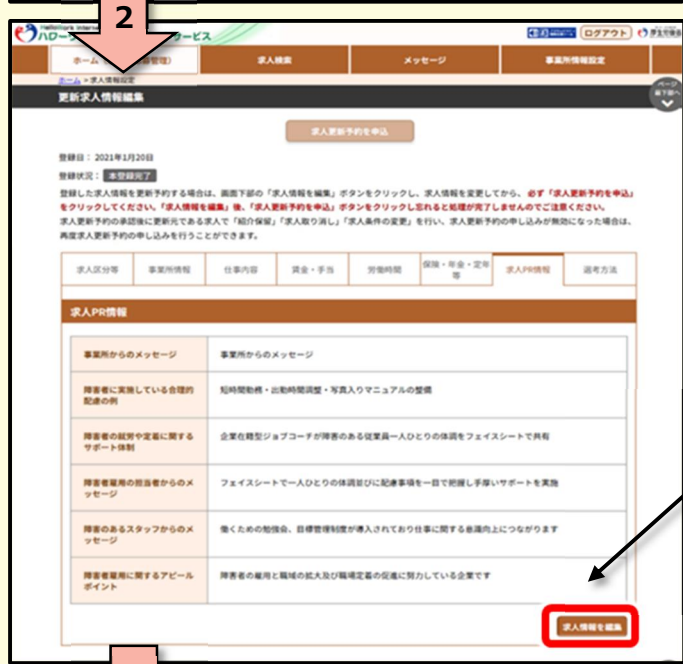 2
ログアウト
ホーム
求人検索
メッセージ
事業所情報設定
ホーム > 求人情報設定
更新求人情報編集
求人更新予約を申込
登録日：2021年1月20日
登録状況：本登録完了
登録した求人情報を更新予約する場合は、画面下部の「求人情報を編集」ボタンをクリックし、求人情報を変更してから、必ず「求人更新予約を申込」
をクリックしてください。「求人情報を編集」後、「求人更新予約を申込」ボタンをクリックし忘れると処理が完了しませんのでご注意ください。
求人更新予約の承認後に更新元である求人で「紹介保留」「求人取り消し」「求人条件の変更」を行い、求人更新予約の申し込みが無効になった場合は、
再度求人更新予約の申し込みを行うことができます。
求人区分等 事業所情報 仕事内容 賃金・手当 労働時間 保険・年金・定年等 求人PR情報 選考方法
求人PR情報
事業所からのメッセージ 事業所からのメッセージ
障害者に実施している合理的 短時間勤務・出勤時間調整・写真入りマニュアルの整備
配慮の例
障害者の就労や定着に関する 企業在籍型ジョブコーチが障害のある従業員一人ひとりの体調をフェイスシートで共有
サポート体制
障害者雇用の担当者からのメ フェイスシートで一人ひとりの体調並びに配慮事項を一目で把握し手厚いサポートを実施
ッセージ
障害のあるスタッフからのメ 働くための勉強会、目標管理制度が導入されており仕事に関する意識向上につながります
ッセージ
障害者雇用に関するアピール 障害者の雇用と職域の拡大及び職場定着の促進に努力している企業です
ポイント
求人情報を編集